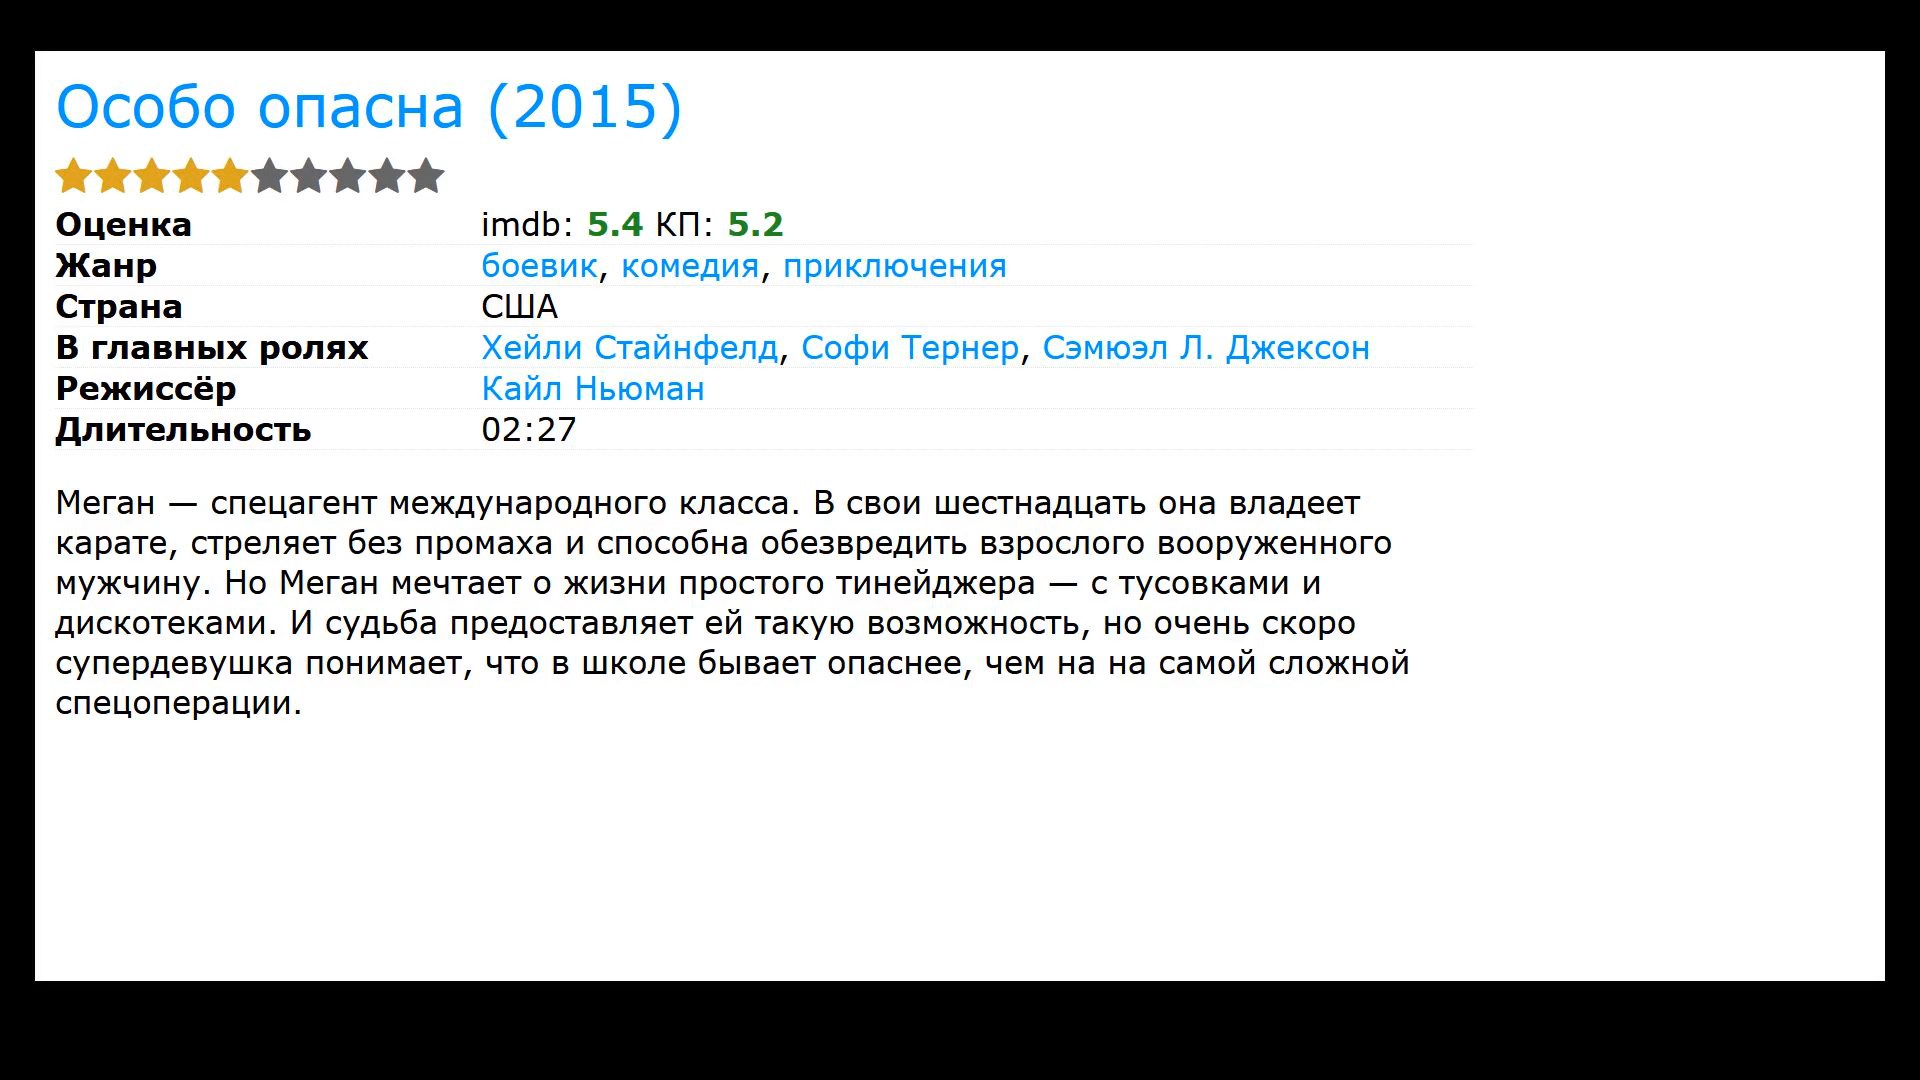 Особо опасна (2015)
Оценка imdb: 5.4 КП: 5.2
Жанр боевик, комедия, приключения
Страна США
В главных ролях Хейли Стайнфелд, Софи Тернер, Сэмюэл Л. Джексон
Режиссёр Кайл Ньюман
Длительность 02:27
Меган — спецагент международного класса. В свои шестнадцать она владеет
карате, стреляет без промаха и способна обезвредить взрослого вооруженного
мужчину. Но Меган мечтает о жизни простого тинейджера — с тусовками и
дискотеками. И судьба предоставляет ей такую возможность, но очень скоро
супердевушка понимает, что в школе бывает опаснее, чем на на самой сложной
спецоперации.